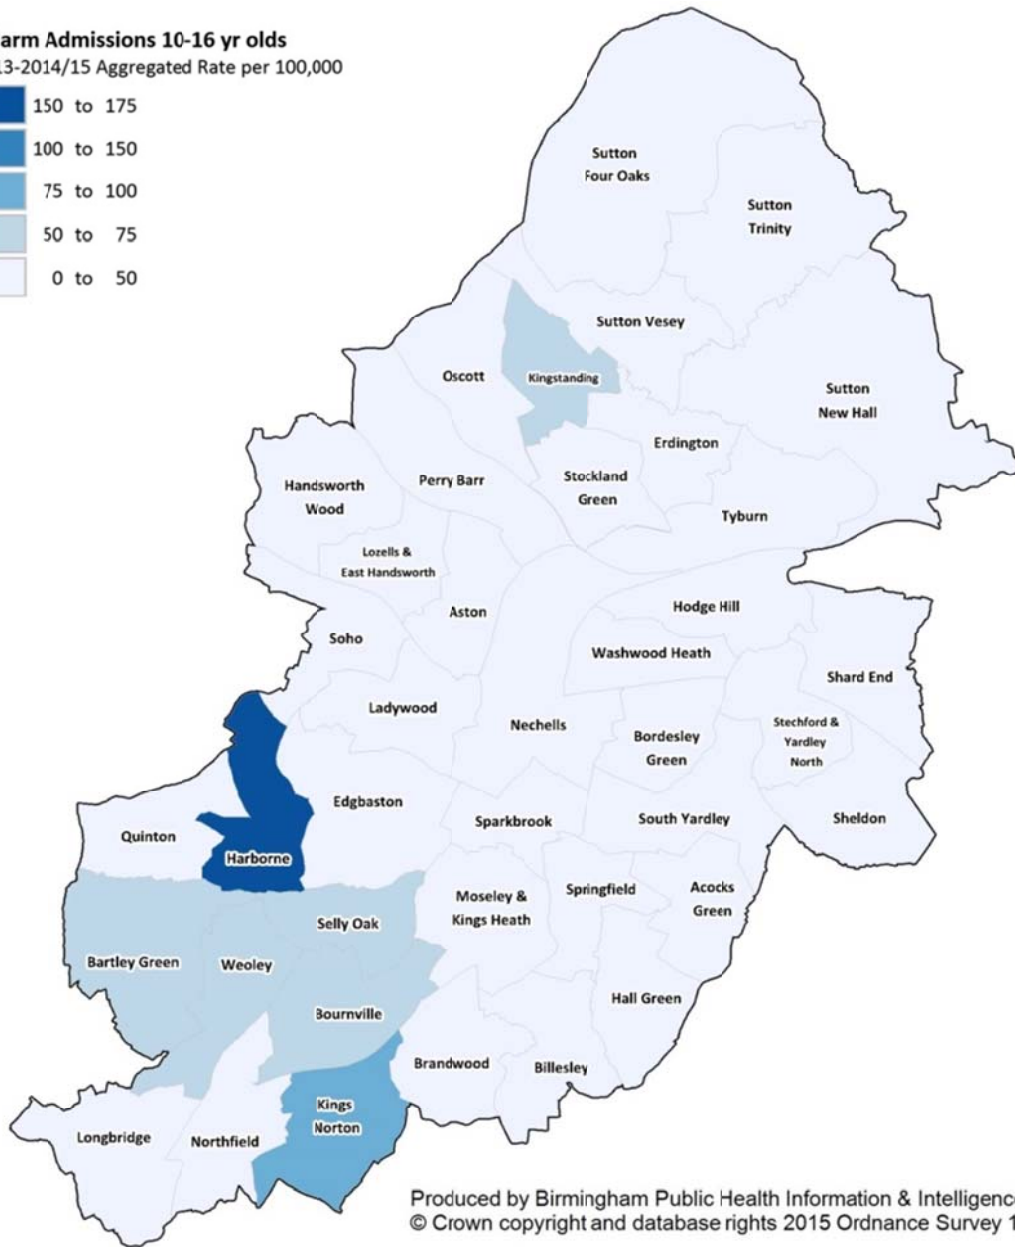 arm Admissions 10-16 yr olds
13-2014/15 Aggregated Rate per 100,000
150 to 175
100 to 150
75 to 100
50 to 75
0 to 50
Sutton
Four Oaks
Sutton
Trinity
Sutton Vesey
Oscott
Kingstanding
Sutton
New Hall
Erdington
Perry Barr
Stockland
Green
Handsworth
Wood
Tyburn
Lozells &
East Handsworth
Aston
Hodge Hill
Soho
Washwood Heath
Shard End
Ladywood
Nechells
Bordesley
Green
Stechford &
Yardley
North
Edgbaston
Sparkbrook
South Yardley
Sheldon
Quinton
Harborne
Moseley &
Kings Heath
Springfield
Acocks
Green
Selly Oak
Bartley Green
Weoley
Bournville
Hall Green
Brandwood
Billesley
Kings
Norton
Longbridge
Northfield
Produced by Birmingham Public Health Information & Intelligence
© Crown copyright and database rights 2015 Ordnance Survey 1